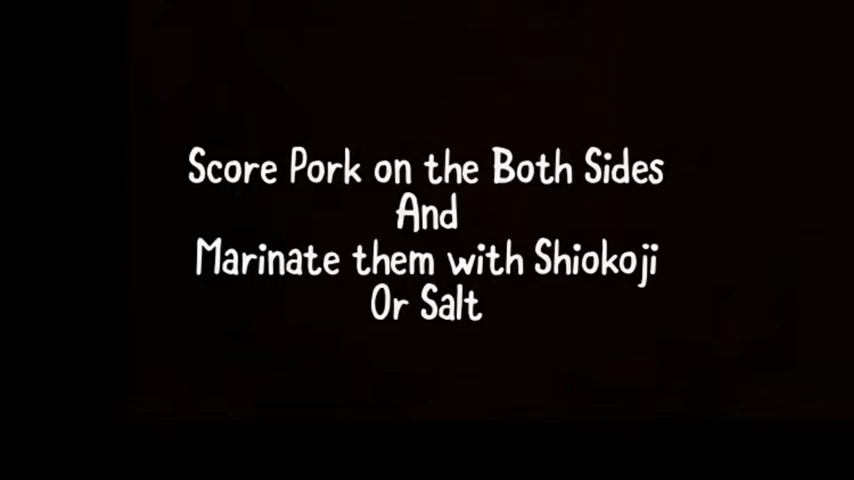 Score Pork on the Both Sides
And
Marinate them with Shiokoji
Or Salt